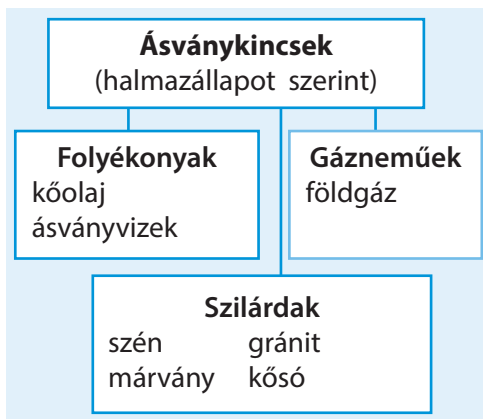 Ásványkincsek
(halmazállapot szerint)
Folyékonyak
kőolaj
ásványvizek
Gázneműek
földgáz
Szilárdak
szén gránit
márvány kősó